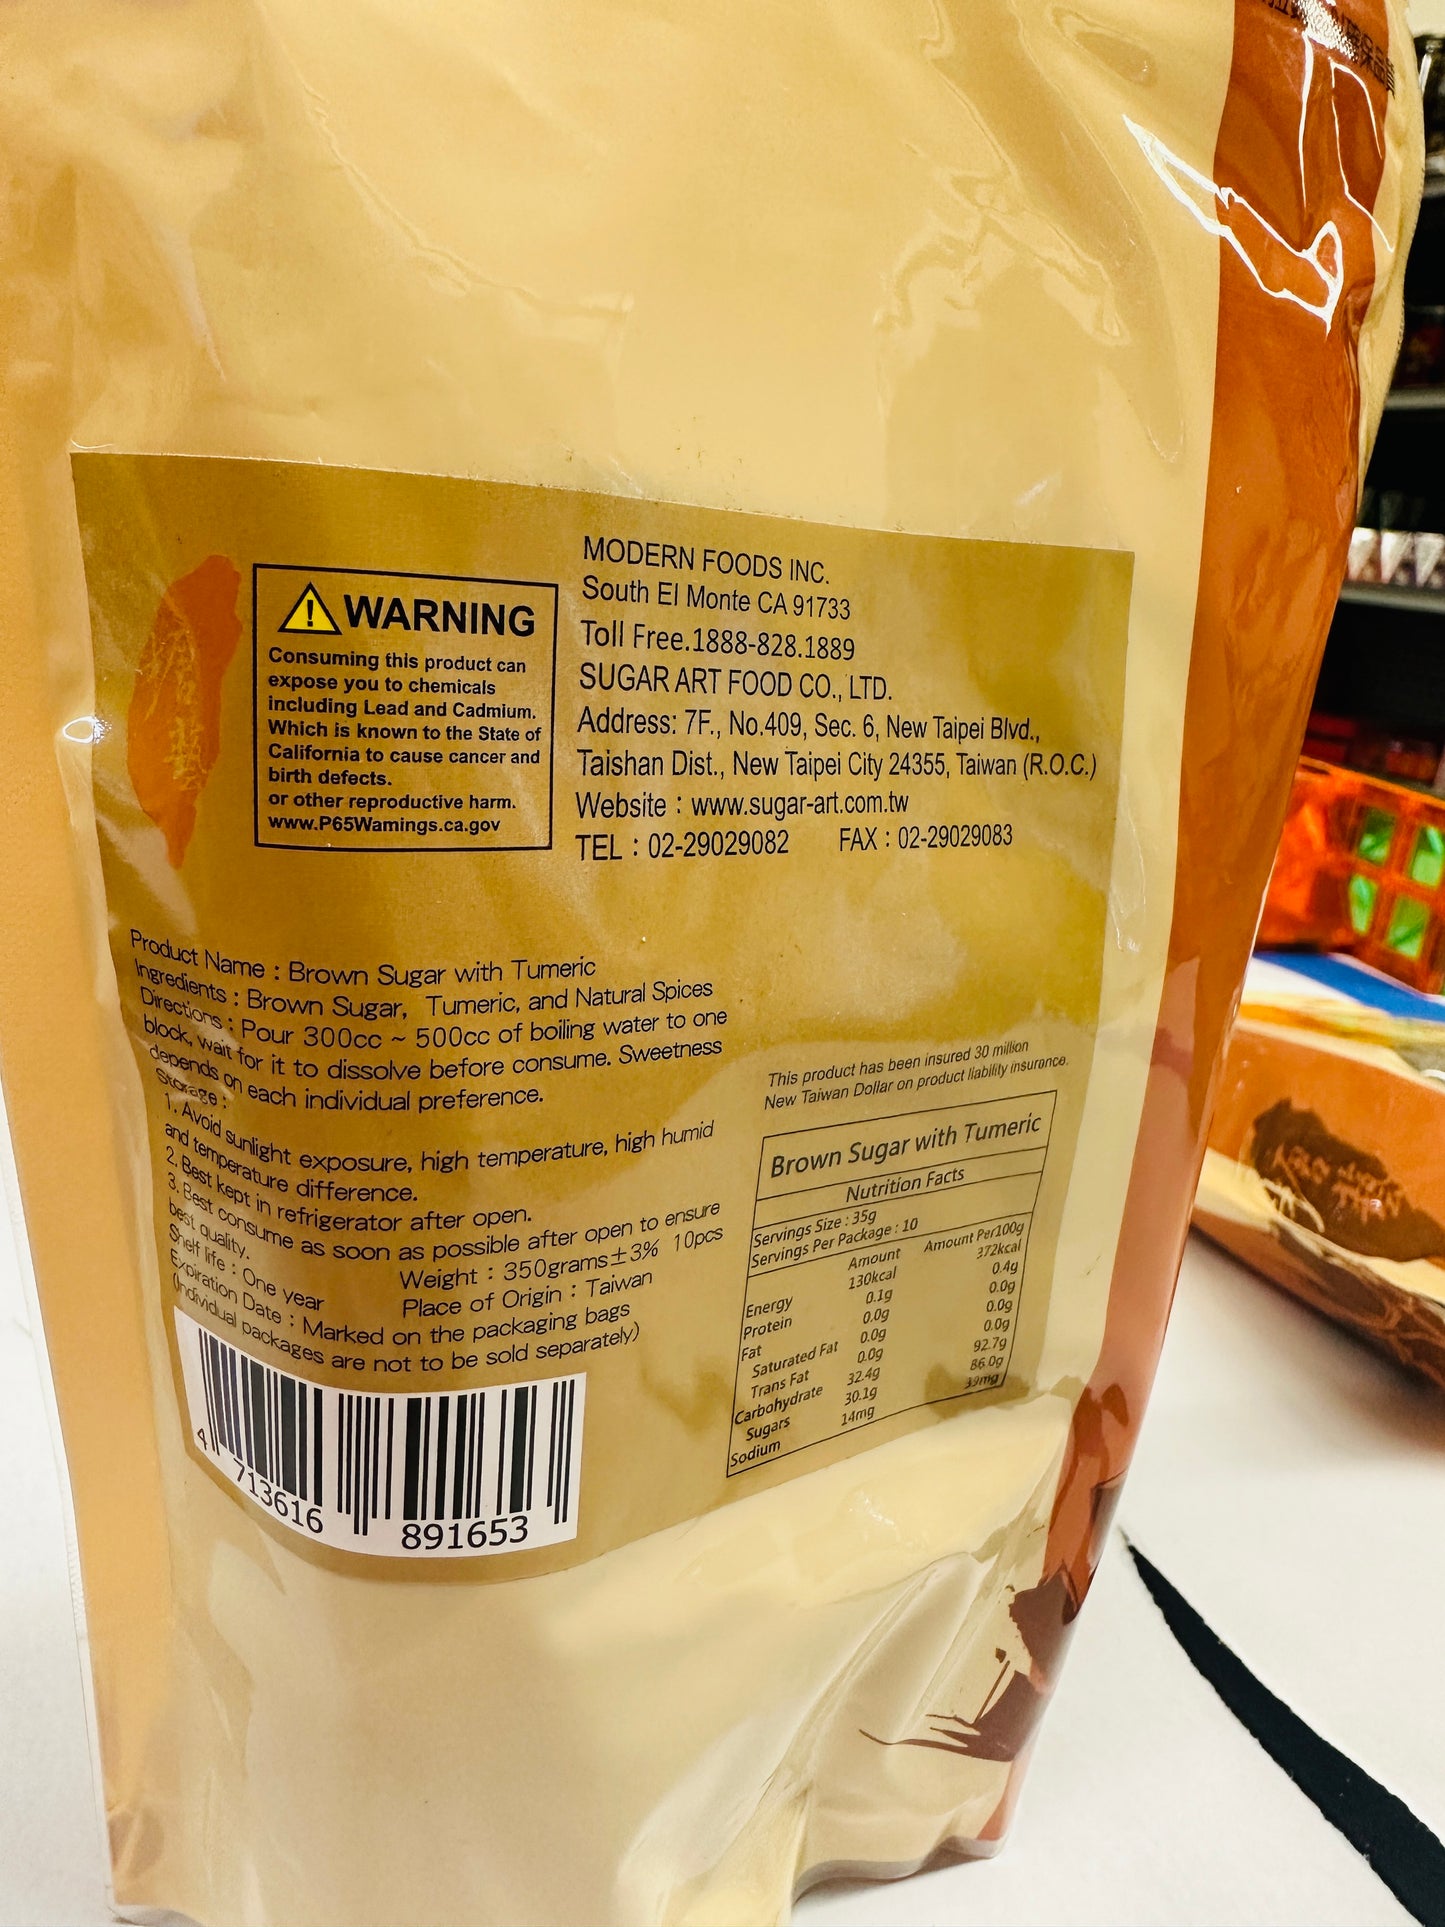 WARNING
Consuming this product can
expose you to chemicals
including Lead and Cadmium.
Which is known to the State of
California to cause cancer and
birth defects.
or other reproductive harm.
www.P65Wamings.ca.gov
MODERN FOODS INC.
South El Monte CA 91733
Toll Free.1888-828.1889
SUGAR ART FOOD CO., LTD.
Address: 7F., No.409, Sec. 6, New Taipei Blvd.,
Taishan Dist., New Taipei City 24355, Taiwan (R.O.C.)
Website : www.sugar-art.com.tw
TEL : 02-29029082 FAX : 02-29029083
Product Name : Brown Sugar with Tumeric
Ingredients : Brown Sugar, Tumeric, and Natural Spices
Directions : Pour 300cc ~ 500cc of boiling water to one
block, wait for it to dissolve before consume. Sweetness
depends on each individual preference.
Storage :
1. Avoid sunlight exposure, high temperature, high humid
and temperature difference.
2. Best kept in refrigerator after open.
3. Best consume as soon as possible after open to ensure
best quality.
Weight : 350grams±3% 10pcs
Shelf life : One year
Place of Origin : Taiwan
Expiration Date : Marked on the packaging bags
(Individual packages are not to be sold separately)
4 713616 891653
This product has been insured 30 million
New Taiwan Dollar on product liability insurance.
Brown Sugar with Tumeric
Nutrition Facts
Servings Size : 35g
Servings Per Package : 10
Amount Amount Per100g
Energy 130kcal 372kcal
Protein 0.1g 0.4g
Fat 0.0g 0.0g
Saturated Fat 0.0g 0.0g
Trans Fat 0.0g 0.0g
Carbohydrate 32.4g 92.7g
Sugars 30.1g 86.0g
Sodium 14mg 39mg